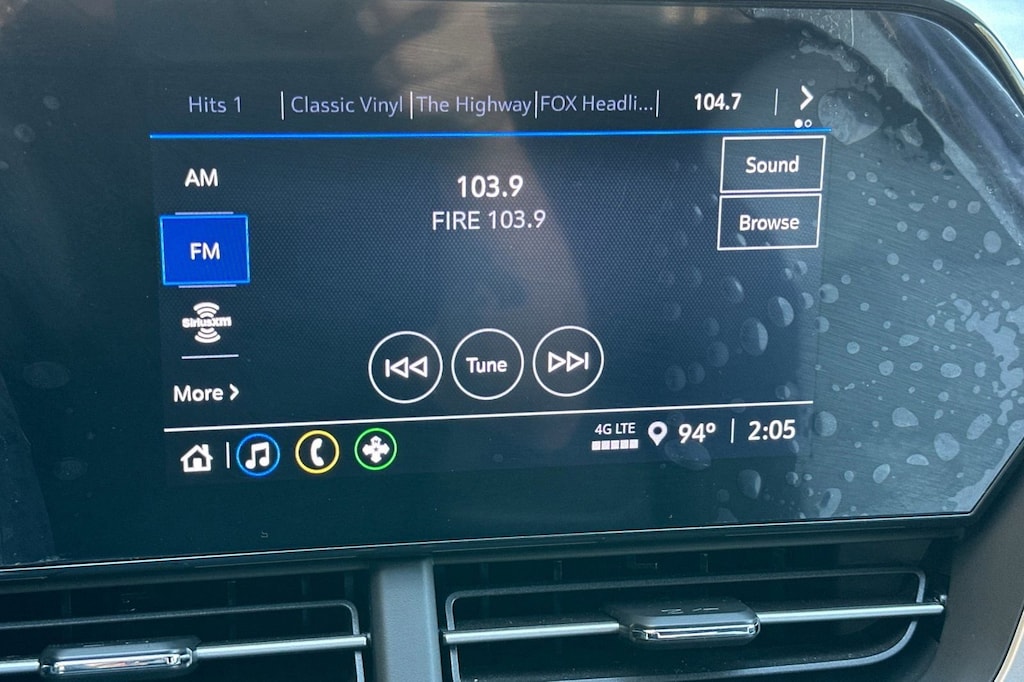 Hits 1 Classic Vinyl The Highway FOX Headli... 104.7
Sound
AM
103.9
FIRE 103.9
Browse
FM
SiriusXM
Tune
More
4G LTE
94° 2:05